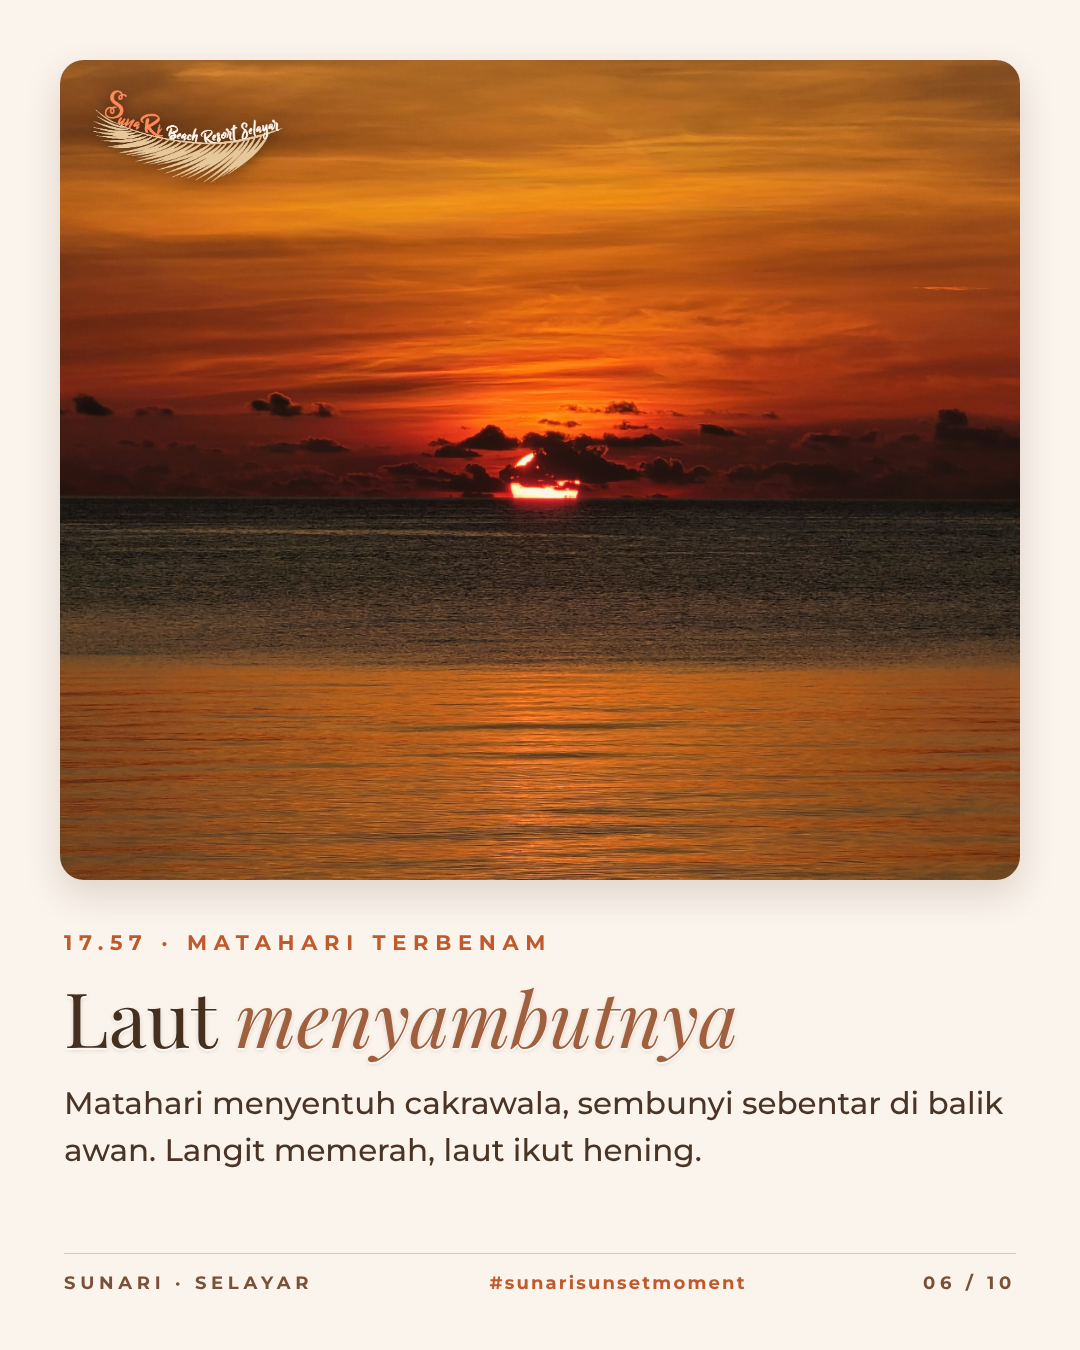 SunaRi Beach Resort Selayar
17.57 · MATAHARI TERBENAM
Laut menyambutnya
Matahari menyentuh cakrawala, sembunyi sebentar di balik
awan. Langit memerah, laut ikut hening.
SUNARI · SELAYAR
#sunarisunsetmoment
06 / 10